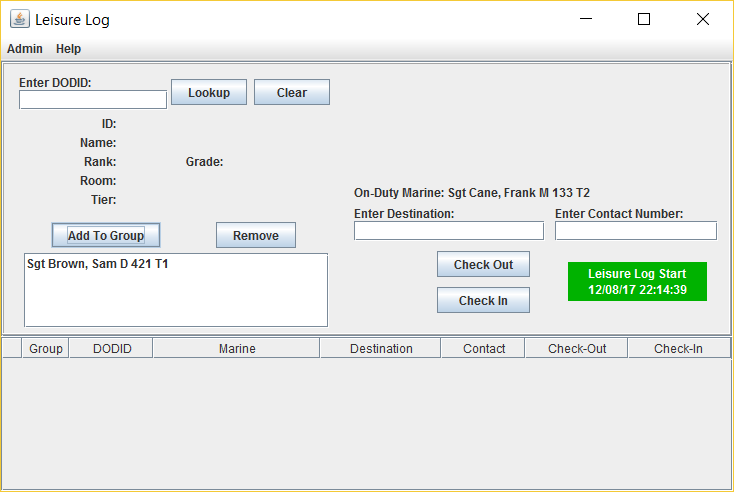 Leisure Log
Admin Help
Enter DODID:
Lookup Clear
ID:
Name:
Rank: Grade:
Room:
Tier:
Add To Group Remove
Sgt Brown, Sam D 421 T1
On-Duty Marine: Sgt Cane, Frank M 133 T2
Enter Destination: Enter Contact Number:
Check Out
Check In
Leisure Log Start
12/08/17 22:14:39
Group DODID Marine Destination Contact Check-Out Check-In